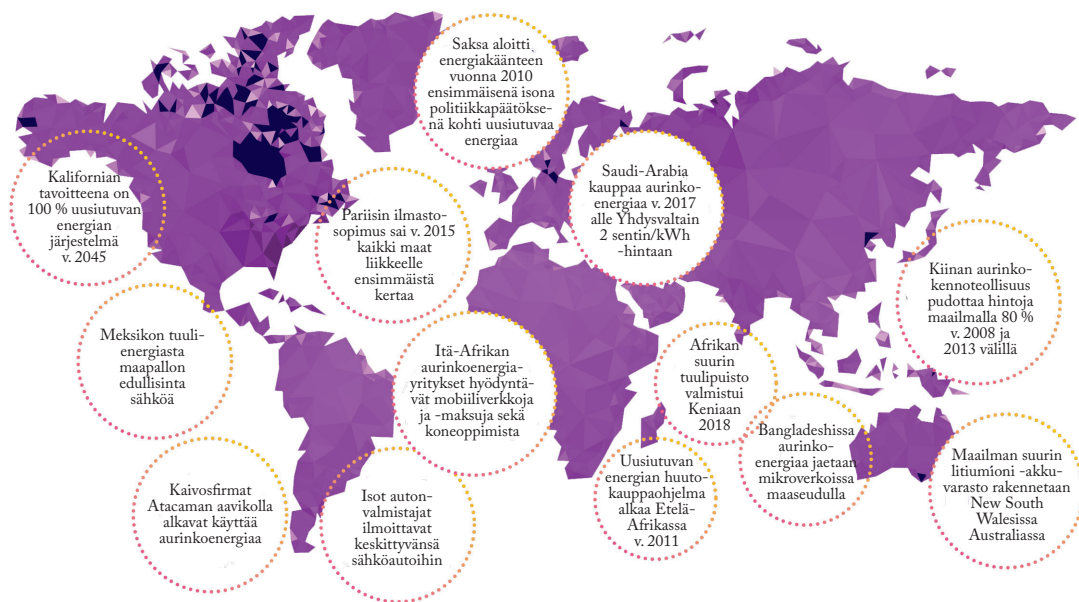 Saksa aloitti
energiakäänteen
vuonna 2010
ensimmäisenä isona
politiikkapäätökse-
nä kohti uusiutuvaa
energiaa
Kalifornian
tavoitteena on
100 % uusiutuvan
energian
järjestelmä
v. 2045
Pariisin ilmasto-
sopimus sai v. 2015
kaikki maat
liikkeelle
ensimmäistä
kertaa
Saudi-Arabia
kauppaa aurinko-
energiaa v. 2017
alle Yhdysvaltain
2 sentin/kWh
-hintaan
Kiinan aurinko-
kennoteollisuus
pudottaa hintoja
maailmalla 80 %
v. 2008 ja
2013 välillä
Meksikon tuuli-
energiasta
maapallon
edullisinta
sähköä
Itä-Afrikan
aurinkoenergia-
yritykset hyödyntä-
vät mobiiliverkkoja
ja -maksuja sekä
koneoppimista
Afrikan
suurin
tuulipuisto
valmistui
Keniaan
2018
Bangladeshissa
aurinko-
energiaa jaetaan
mikroverkoissa
maaseudulla
Kaivosfirmat
Atacaman aavikolla
alkavat käyttää
aurinkoenergiaa
Isot auton-
valmistajat
ilmoittavat
keskittyvänsä
sähköautoihin
Uusiutuvan
energian huuto-
kauppaohjelma
alkaa Etelä-
Afrikassa
v. 2011
Maailman suurin
litiumioni -akku-
varasto rakennetaan
New South
Walesissa
Australiassa